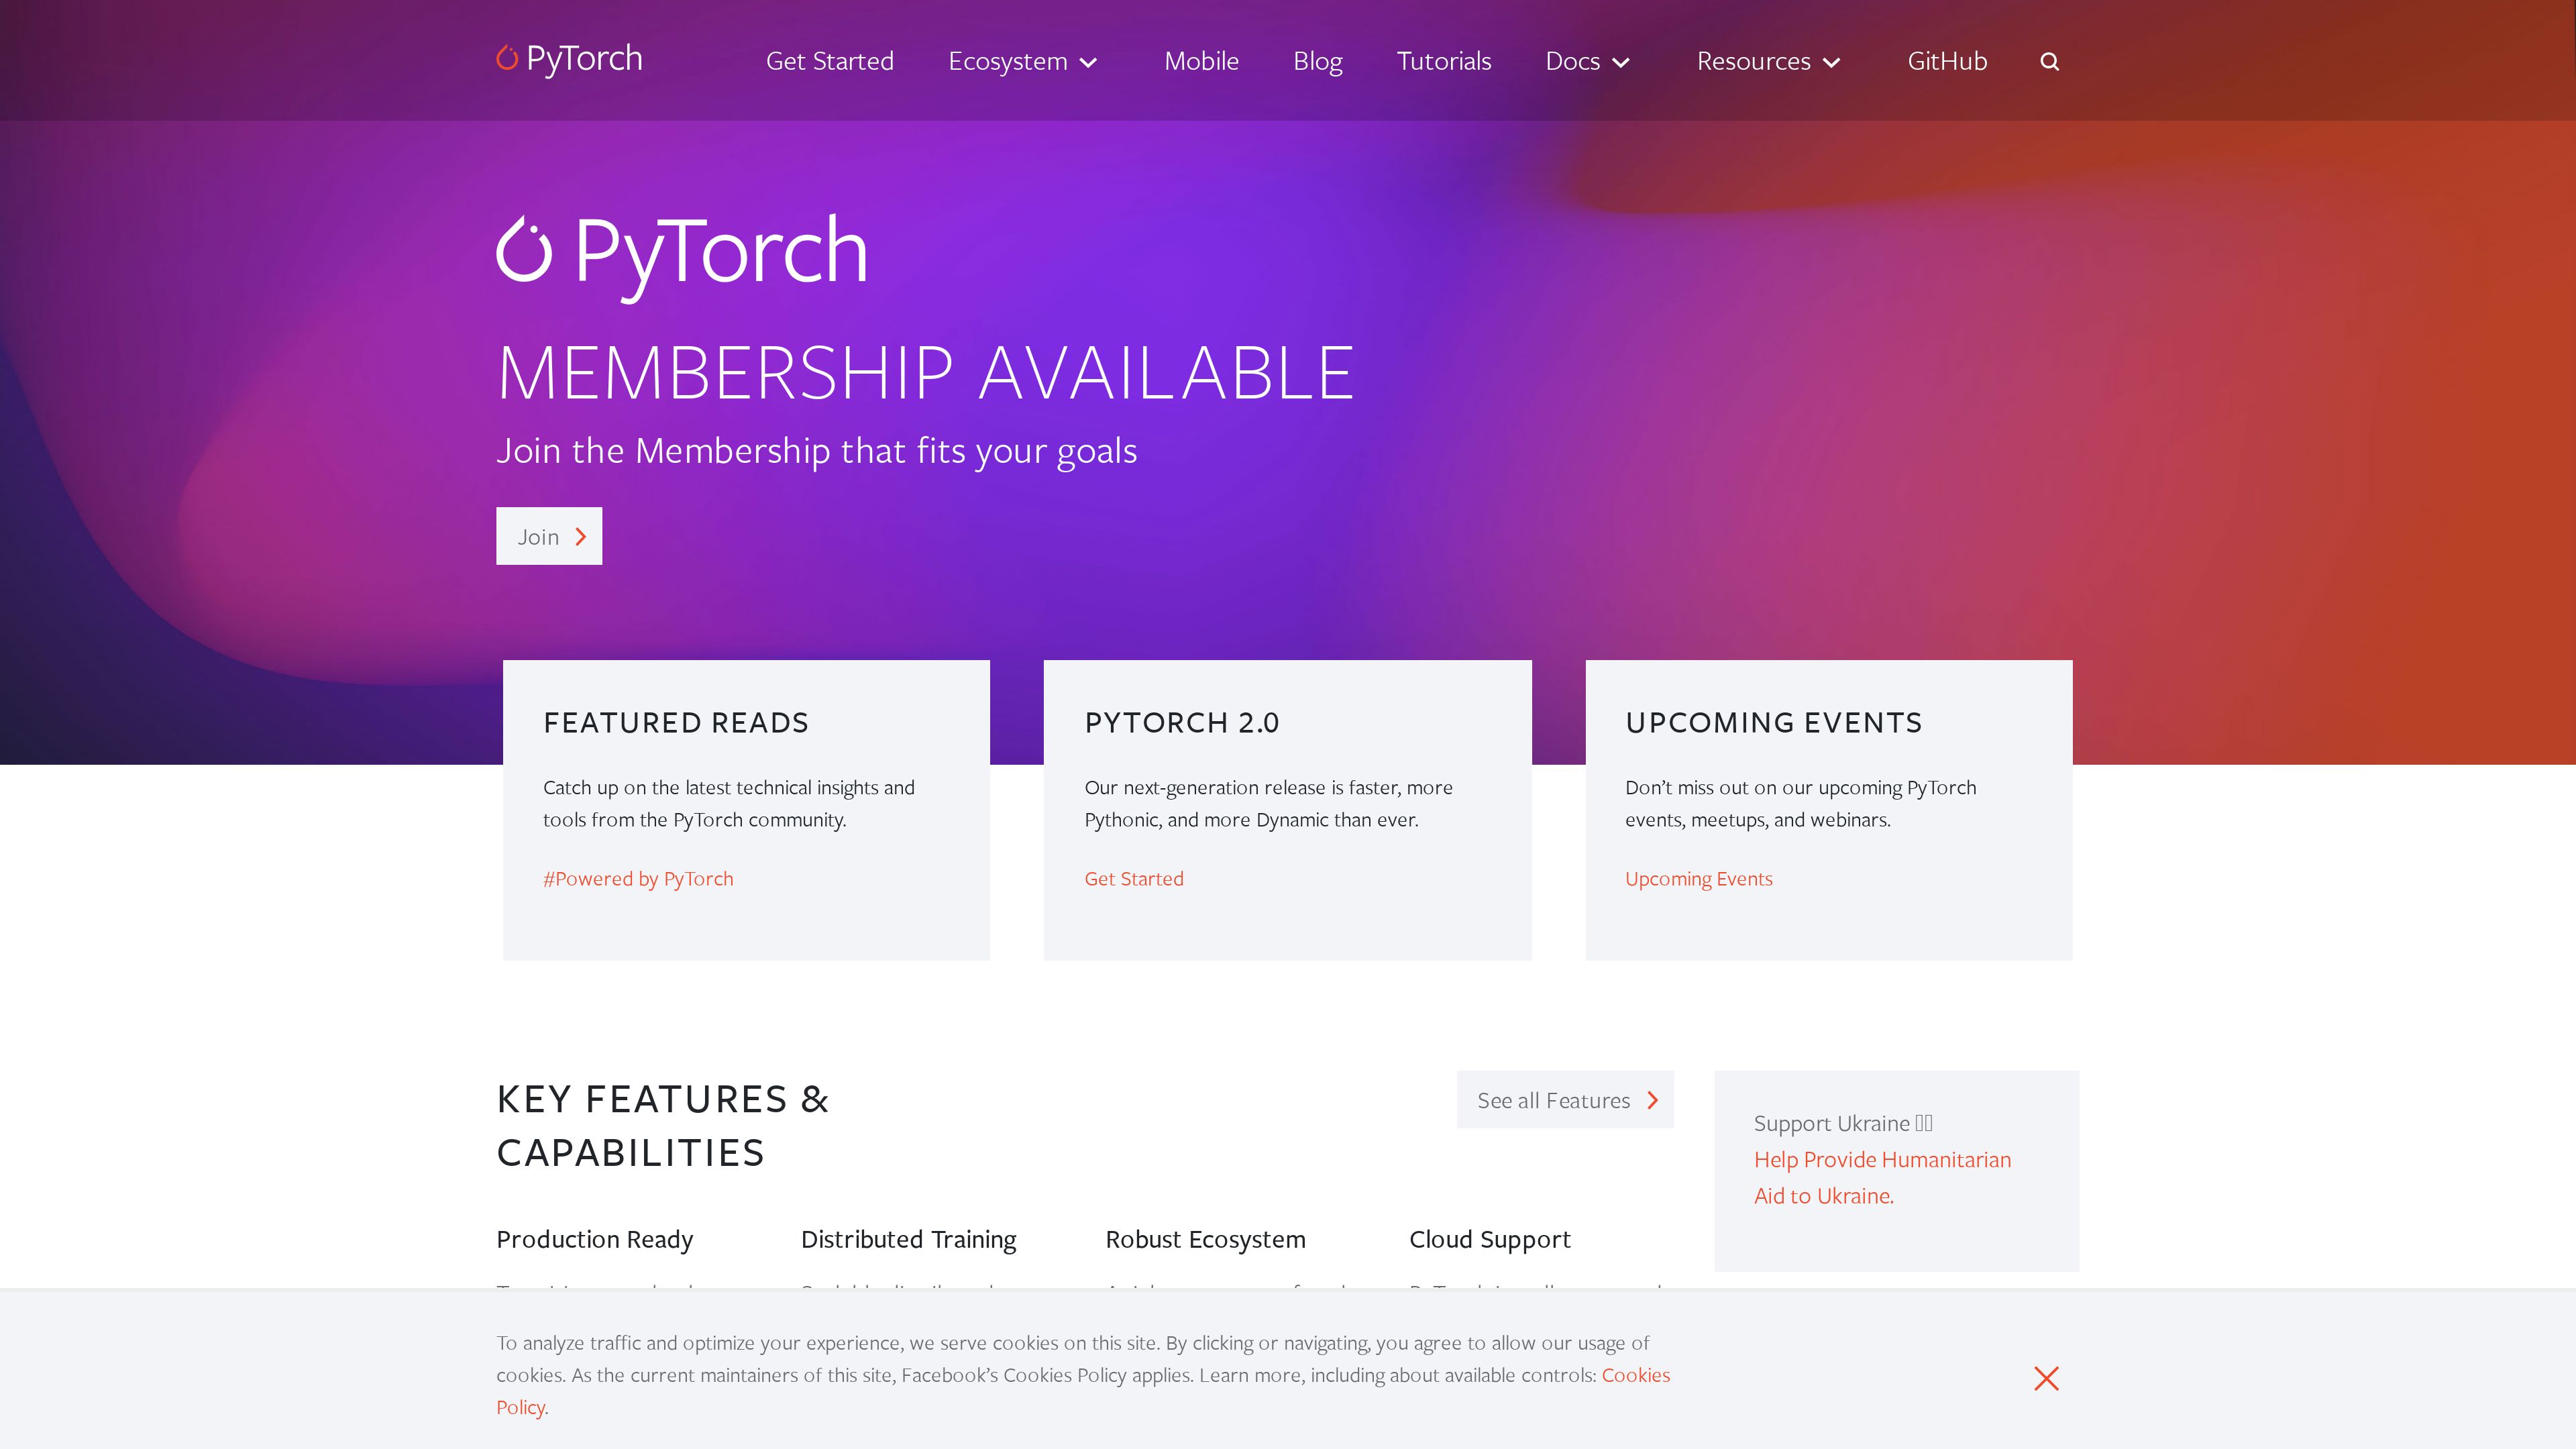 PyTorch
Get Started
Ecosystem
Mobile
Blog
Tutorials
Docs
Resources
GitHub
PyTorch
MEMBERSHIP AVAILABLE
Join the Membership that fits your goals
Join
FEATURED READS
Catch up on the latest technical insights and
tools from the PyTorch community.
#Powered by PyTorch
PYTORCH 2.0
Our next-generation release is faster, more
Pythonic, and more Dynamic than ever.
Get Started
UPCOMING EVENTS
Don’t miss out on our upcoming PyTorch
events, meetups, and webinars.
Upcoming Events
KEY FEATURES &
CAPABILITIES
See all Features
Support Ukraine
Help Provide Humanitarian
Aid to Ukraine.
Production Ready
Distributed Training
Robust Ecosystem
Cloud Support
To analyze traffic and optimize your experience, we serve cookies on this site. By clicking or navigating, you agree to allow our usage of
cookies. As the current maintainers of this site, Facebook’s Cookies Policy applies. Learn more, including about available controls: Cookies
Policy.